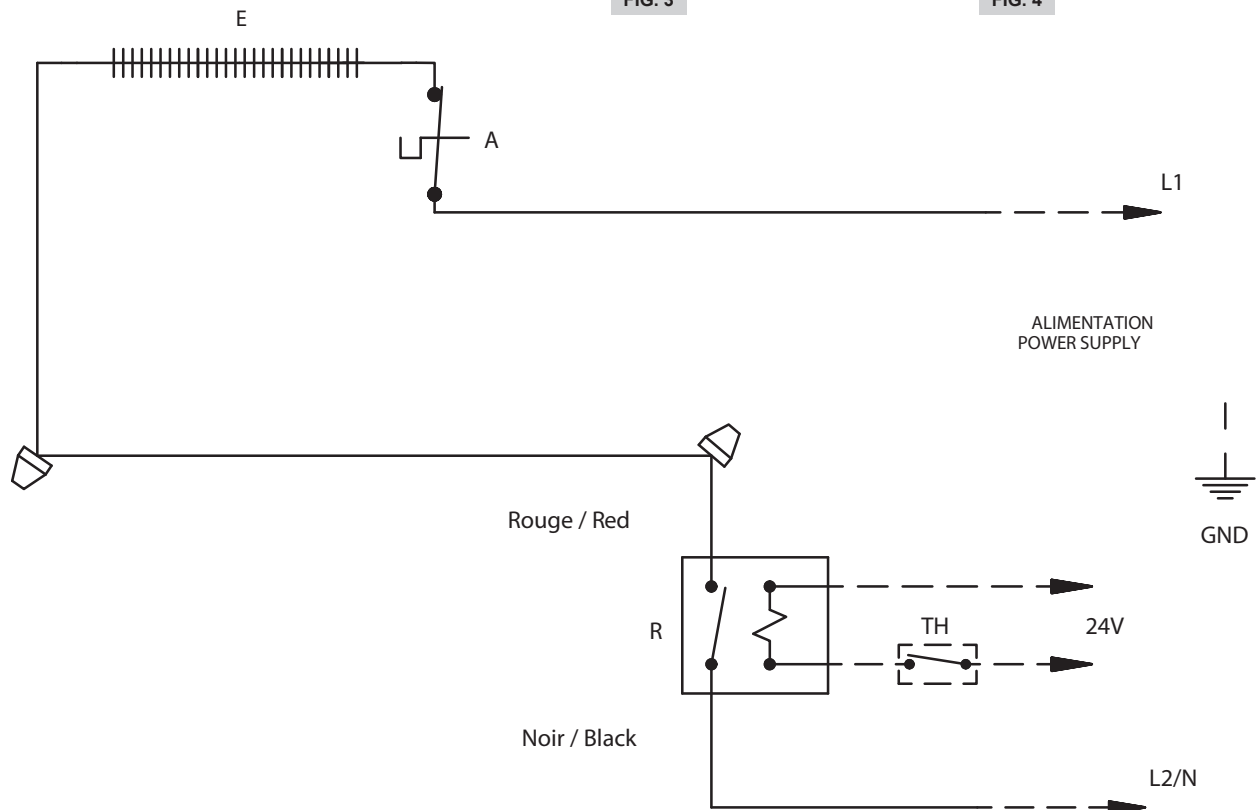 FIG. 3
FIG. 4
E
A
L1
ALIMENTATION
POWER SUPPLY
Rouge / Red
GND
R
TH
24V
Noir / Black
L2/N